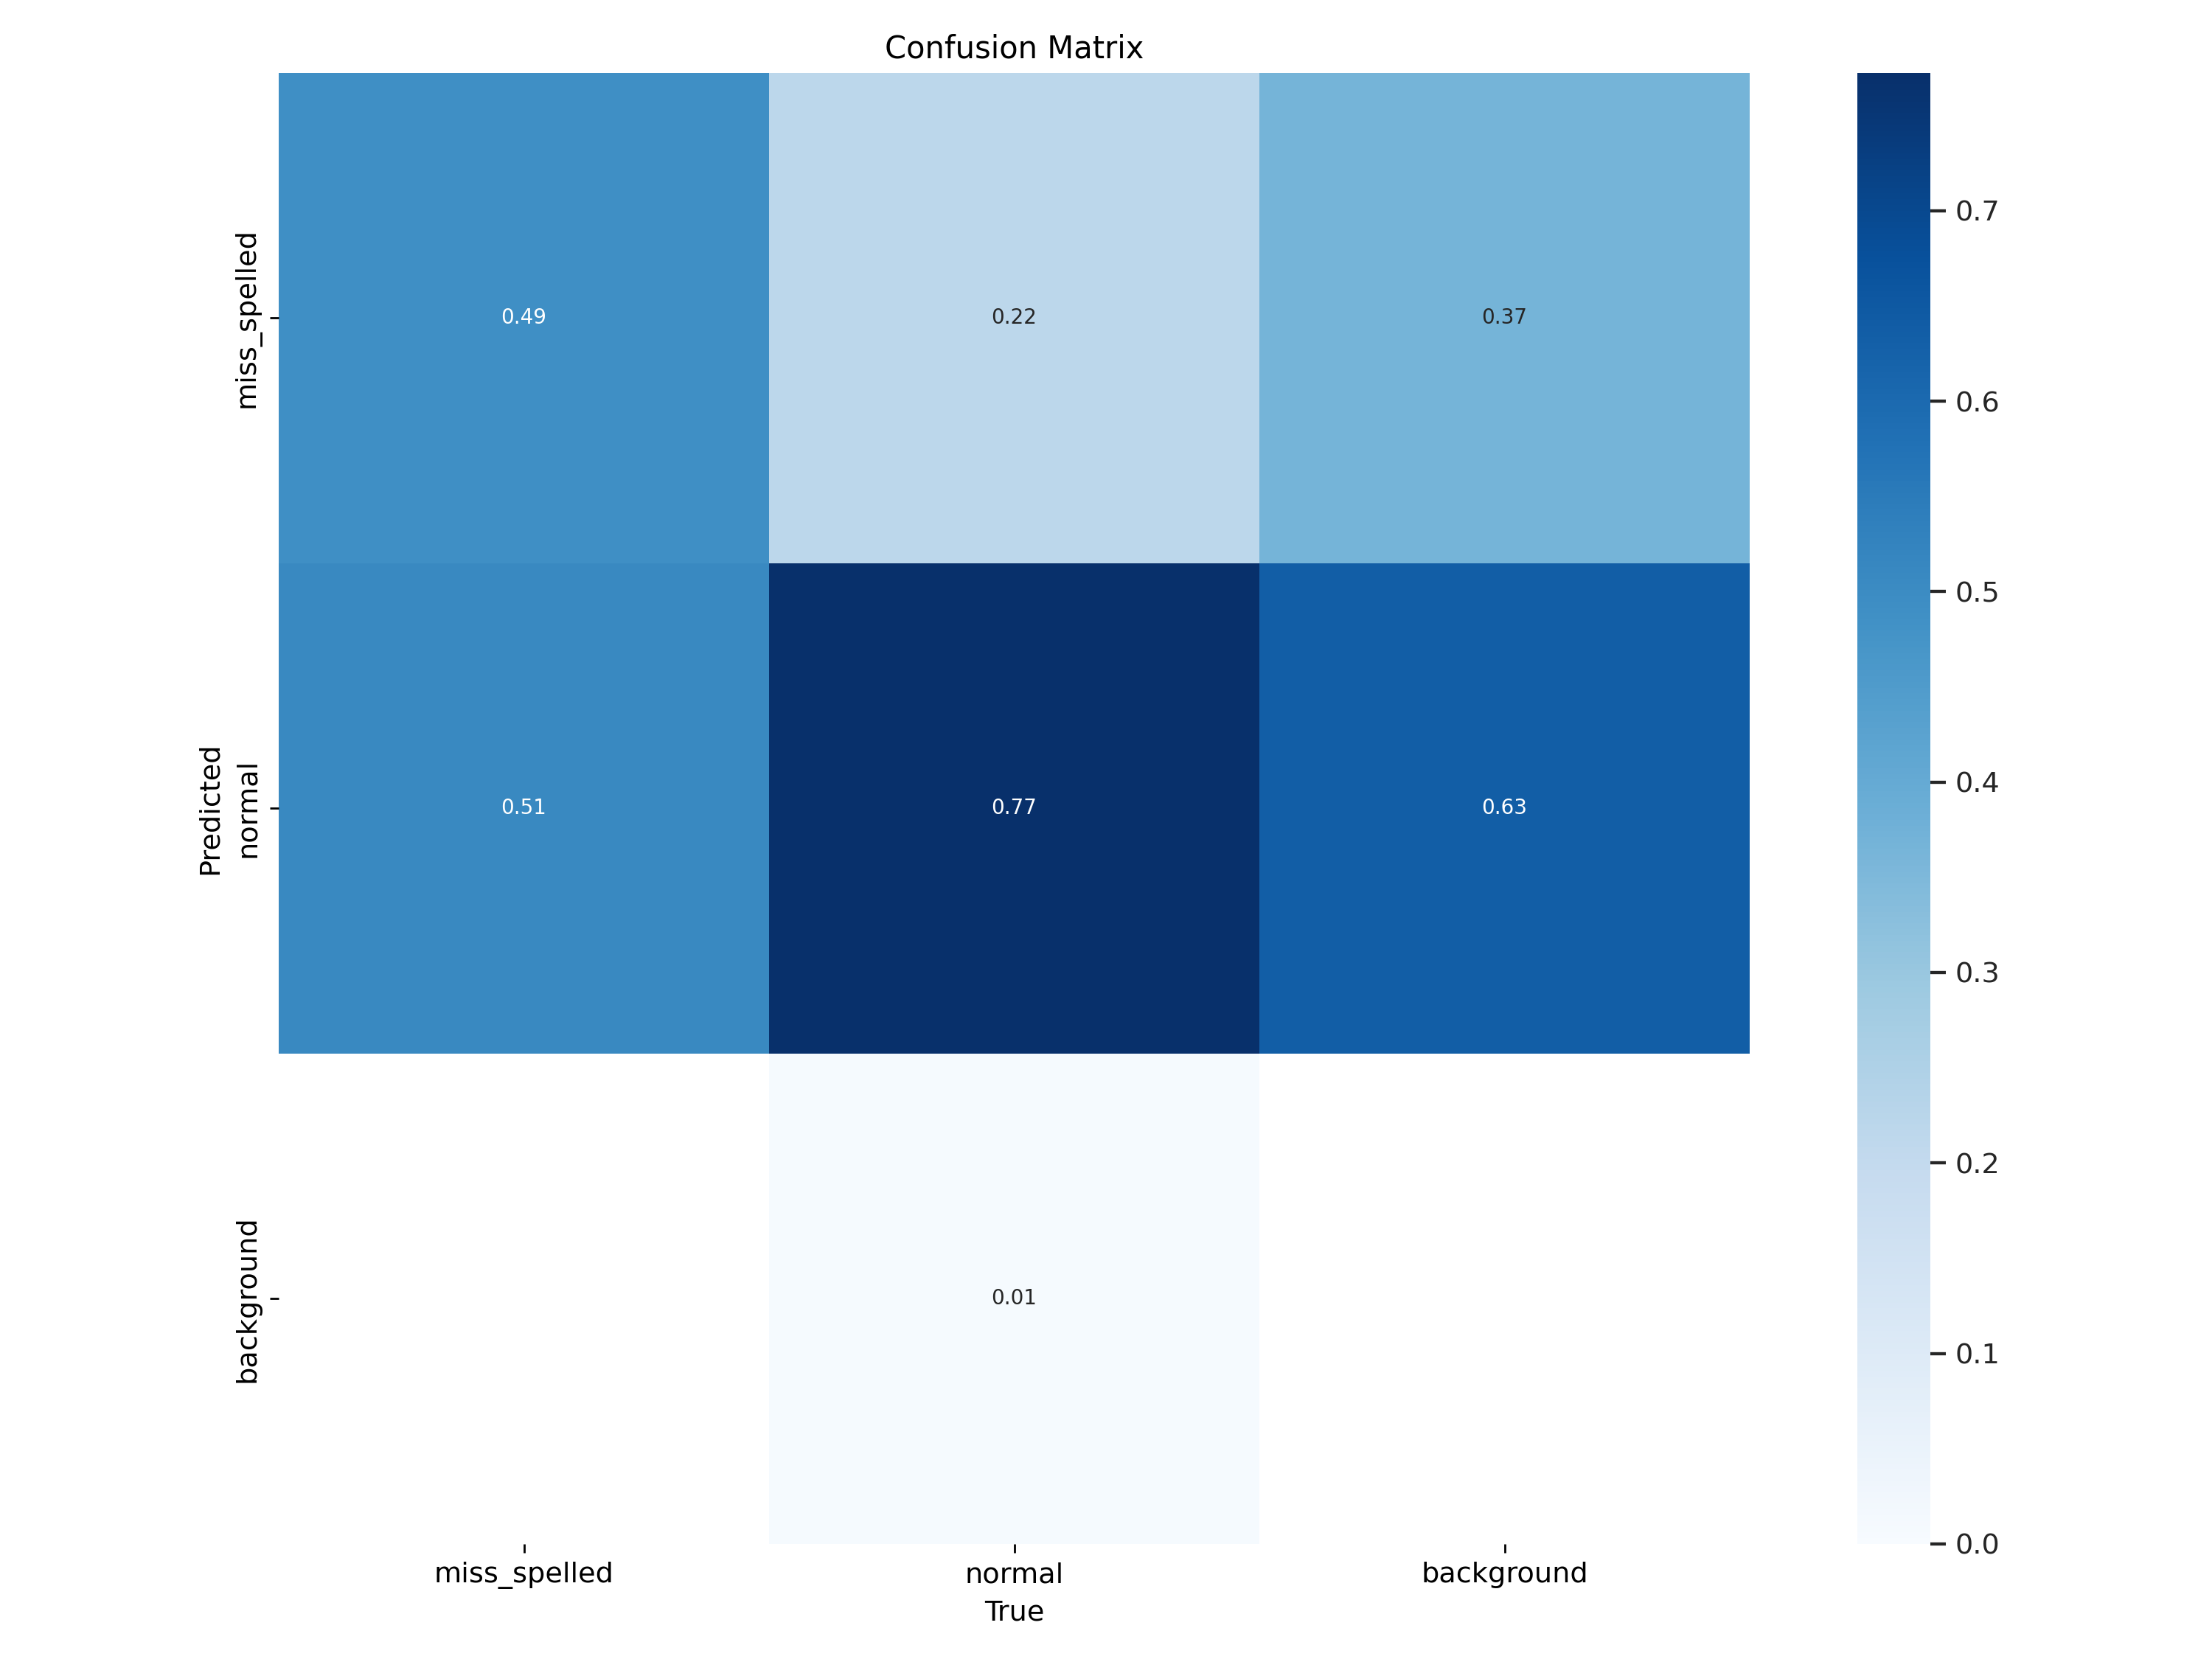 Confusion Matrix
miss_spelled
0.49 0.22 0.37
Predicted
normal
0.51 0.77 0.63
background
0.01
miss_spelled normal background
True
0.7
0.6
0.5
0.4
0.3
0.2
0.1
0.0